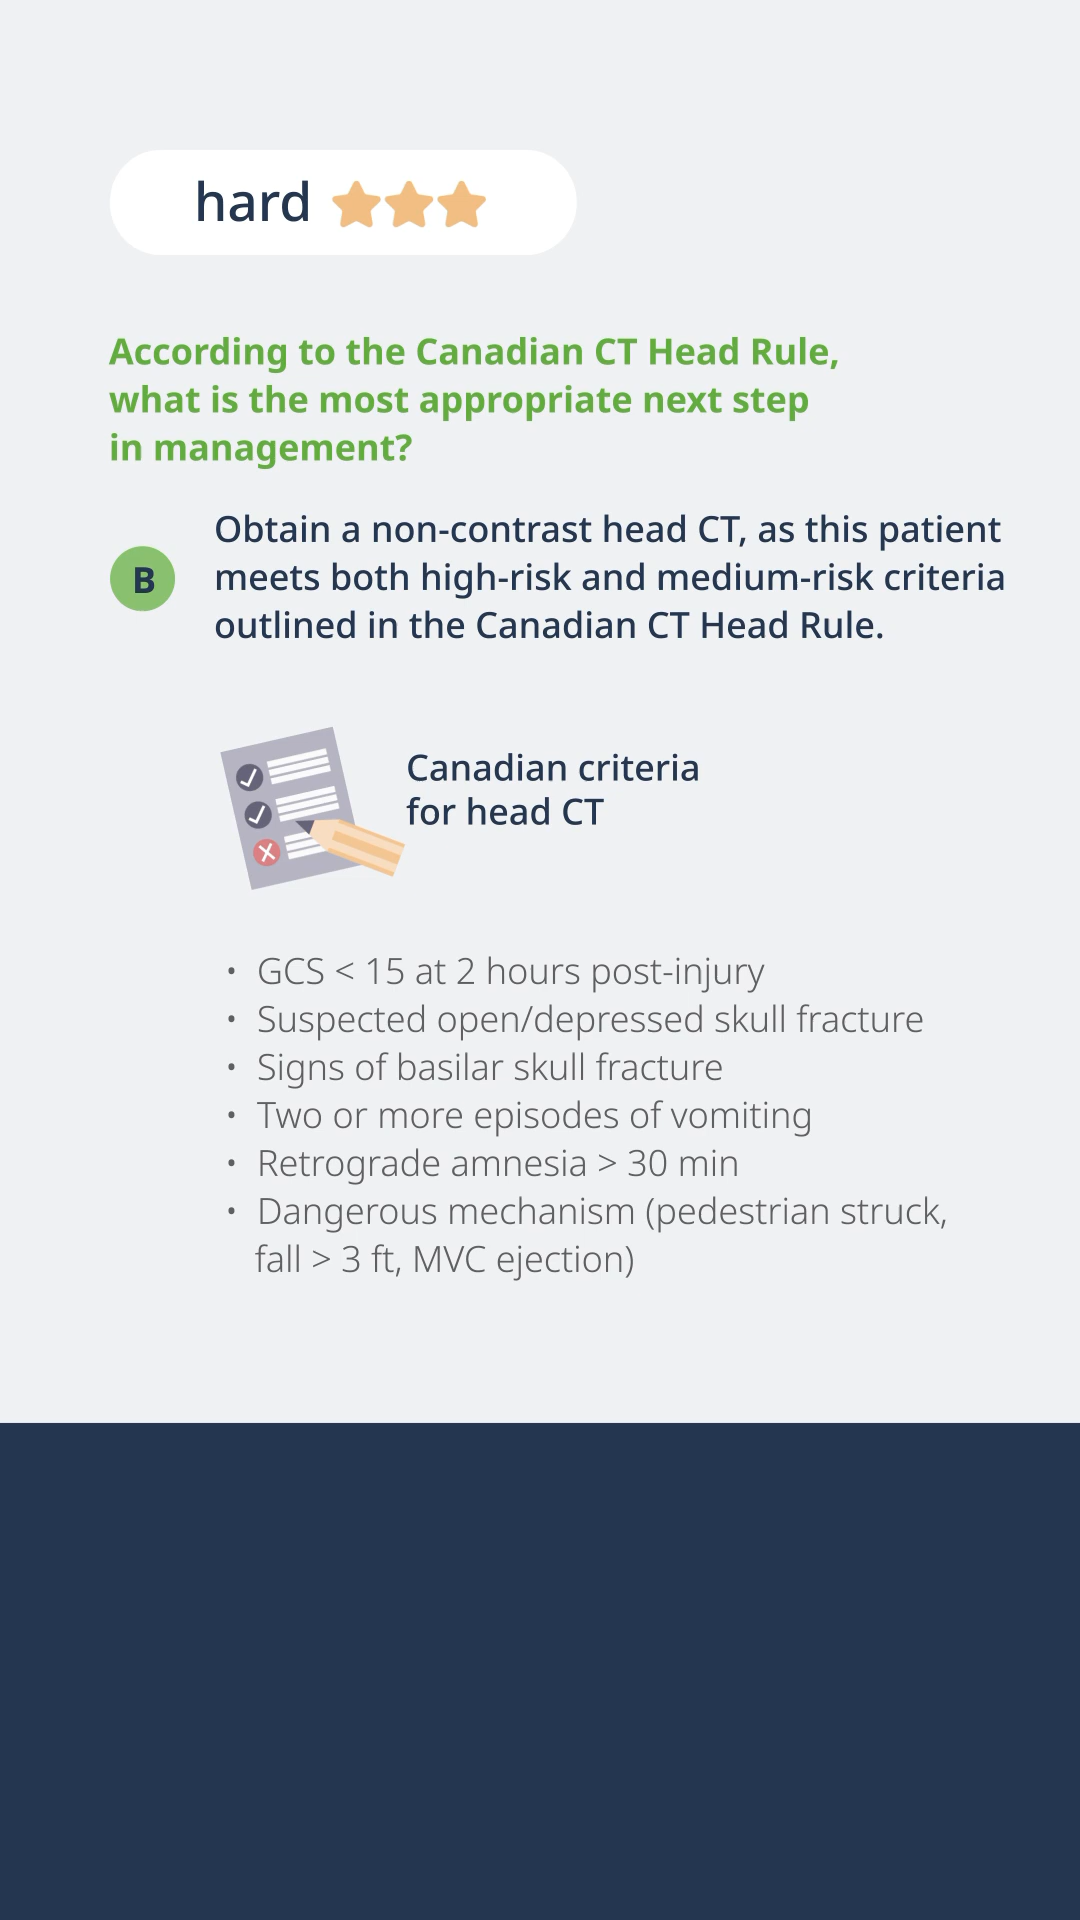 hard
According to the Canadian CT Head Rule,
what is the most appropriate next step
in management?
B
Obtain a non-contrast head CT, as this patient
meets both high-risk and medium-risk criteria
outlined in the Canadian CT Head Rule.
Canadian criteria
for head CT
• GCS < 15 at 2 hours post-injury
• Suspected open/depressed skull fracture
• Signs of basilar skull fracture
• Two or more episodes of vomiting
• Retrograde amnesia > 30 min
• Dangerous mechanism (pedestrian struck,
fall > 3 ft, MVC ejection)